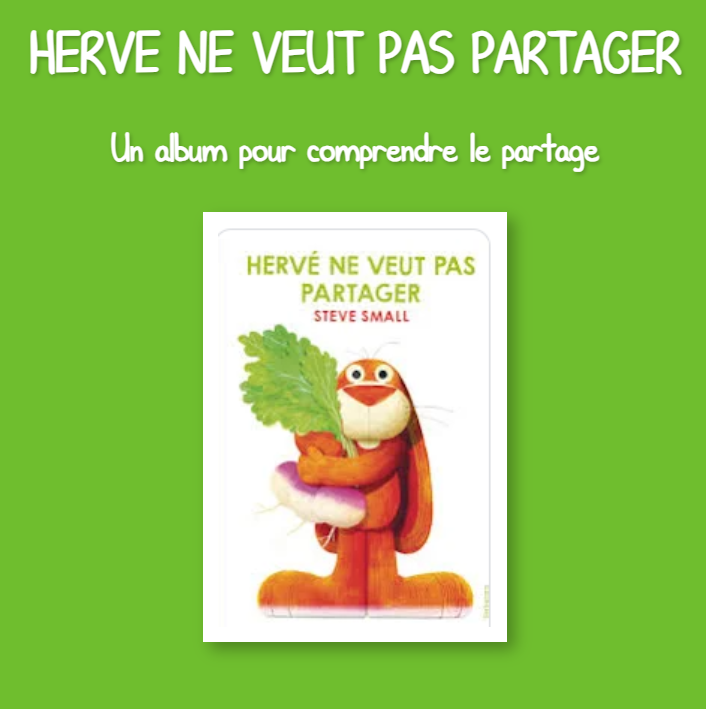 HERVE NE VEUT PAS PARTAGER
Un album pour comprendre le partage
HERVÉ NE VEUT PAS
PARTAGER
STEVE SMALL